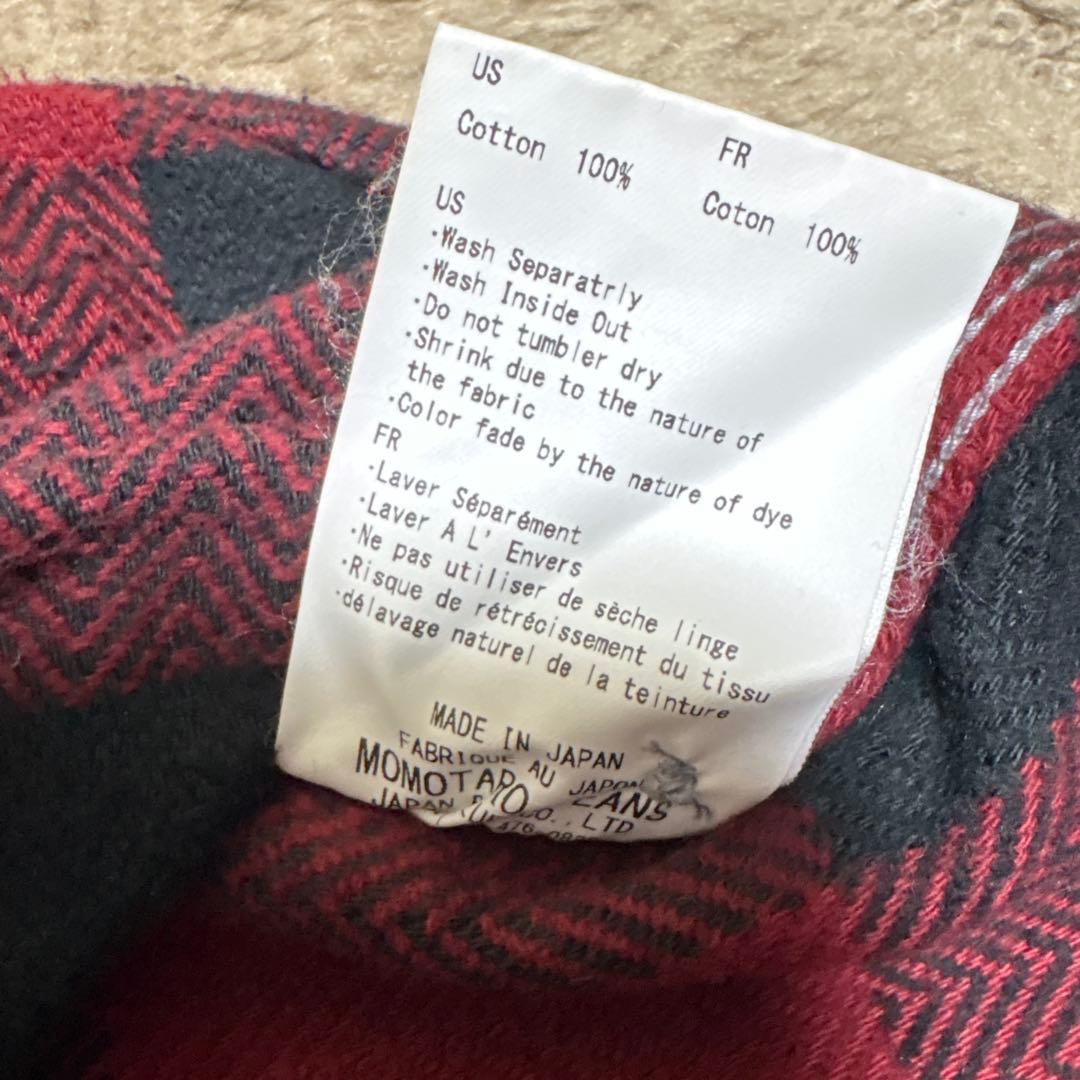 US
Cotton 100%
FR
Coton 100%
US
·Wash Separatrly
·Wash Inside Out
·Do not tumbler dry
·Shrink due to the nature of
the fabric
·Color fade by the nature of dye
FR
·Laver Séparément
·Laver A L' Envers
·Ne pas utiliser de sèche linge
·Risque de rétrécissement du tissu
·délavage naturel de la teinture
MADE IN JAPAN
FABRIQUE AU JAPON
MOMOTARO JEANS
JAPAN CO.,LTD